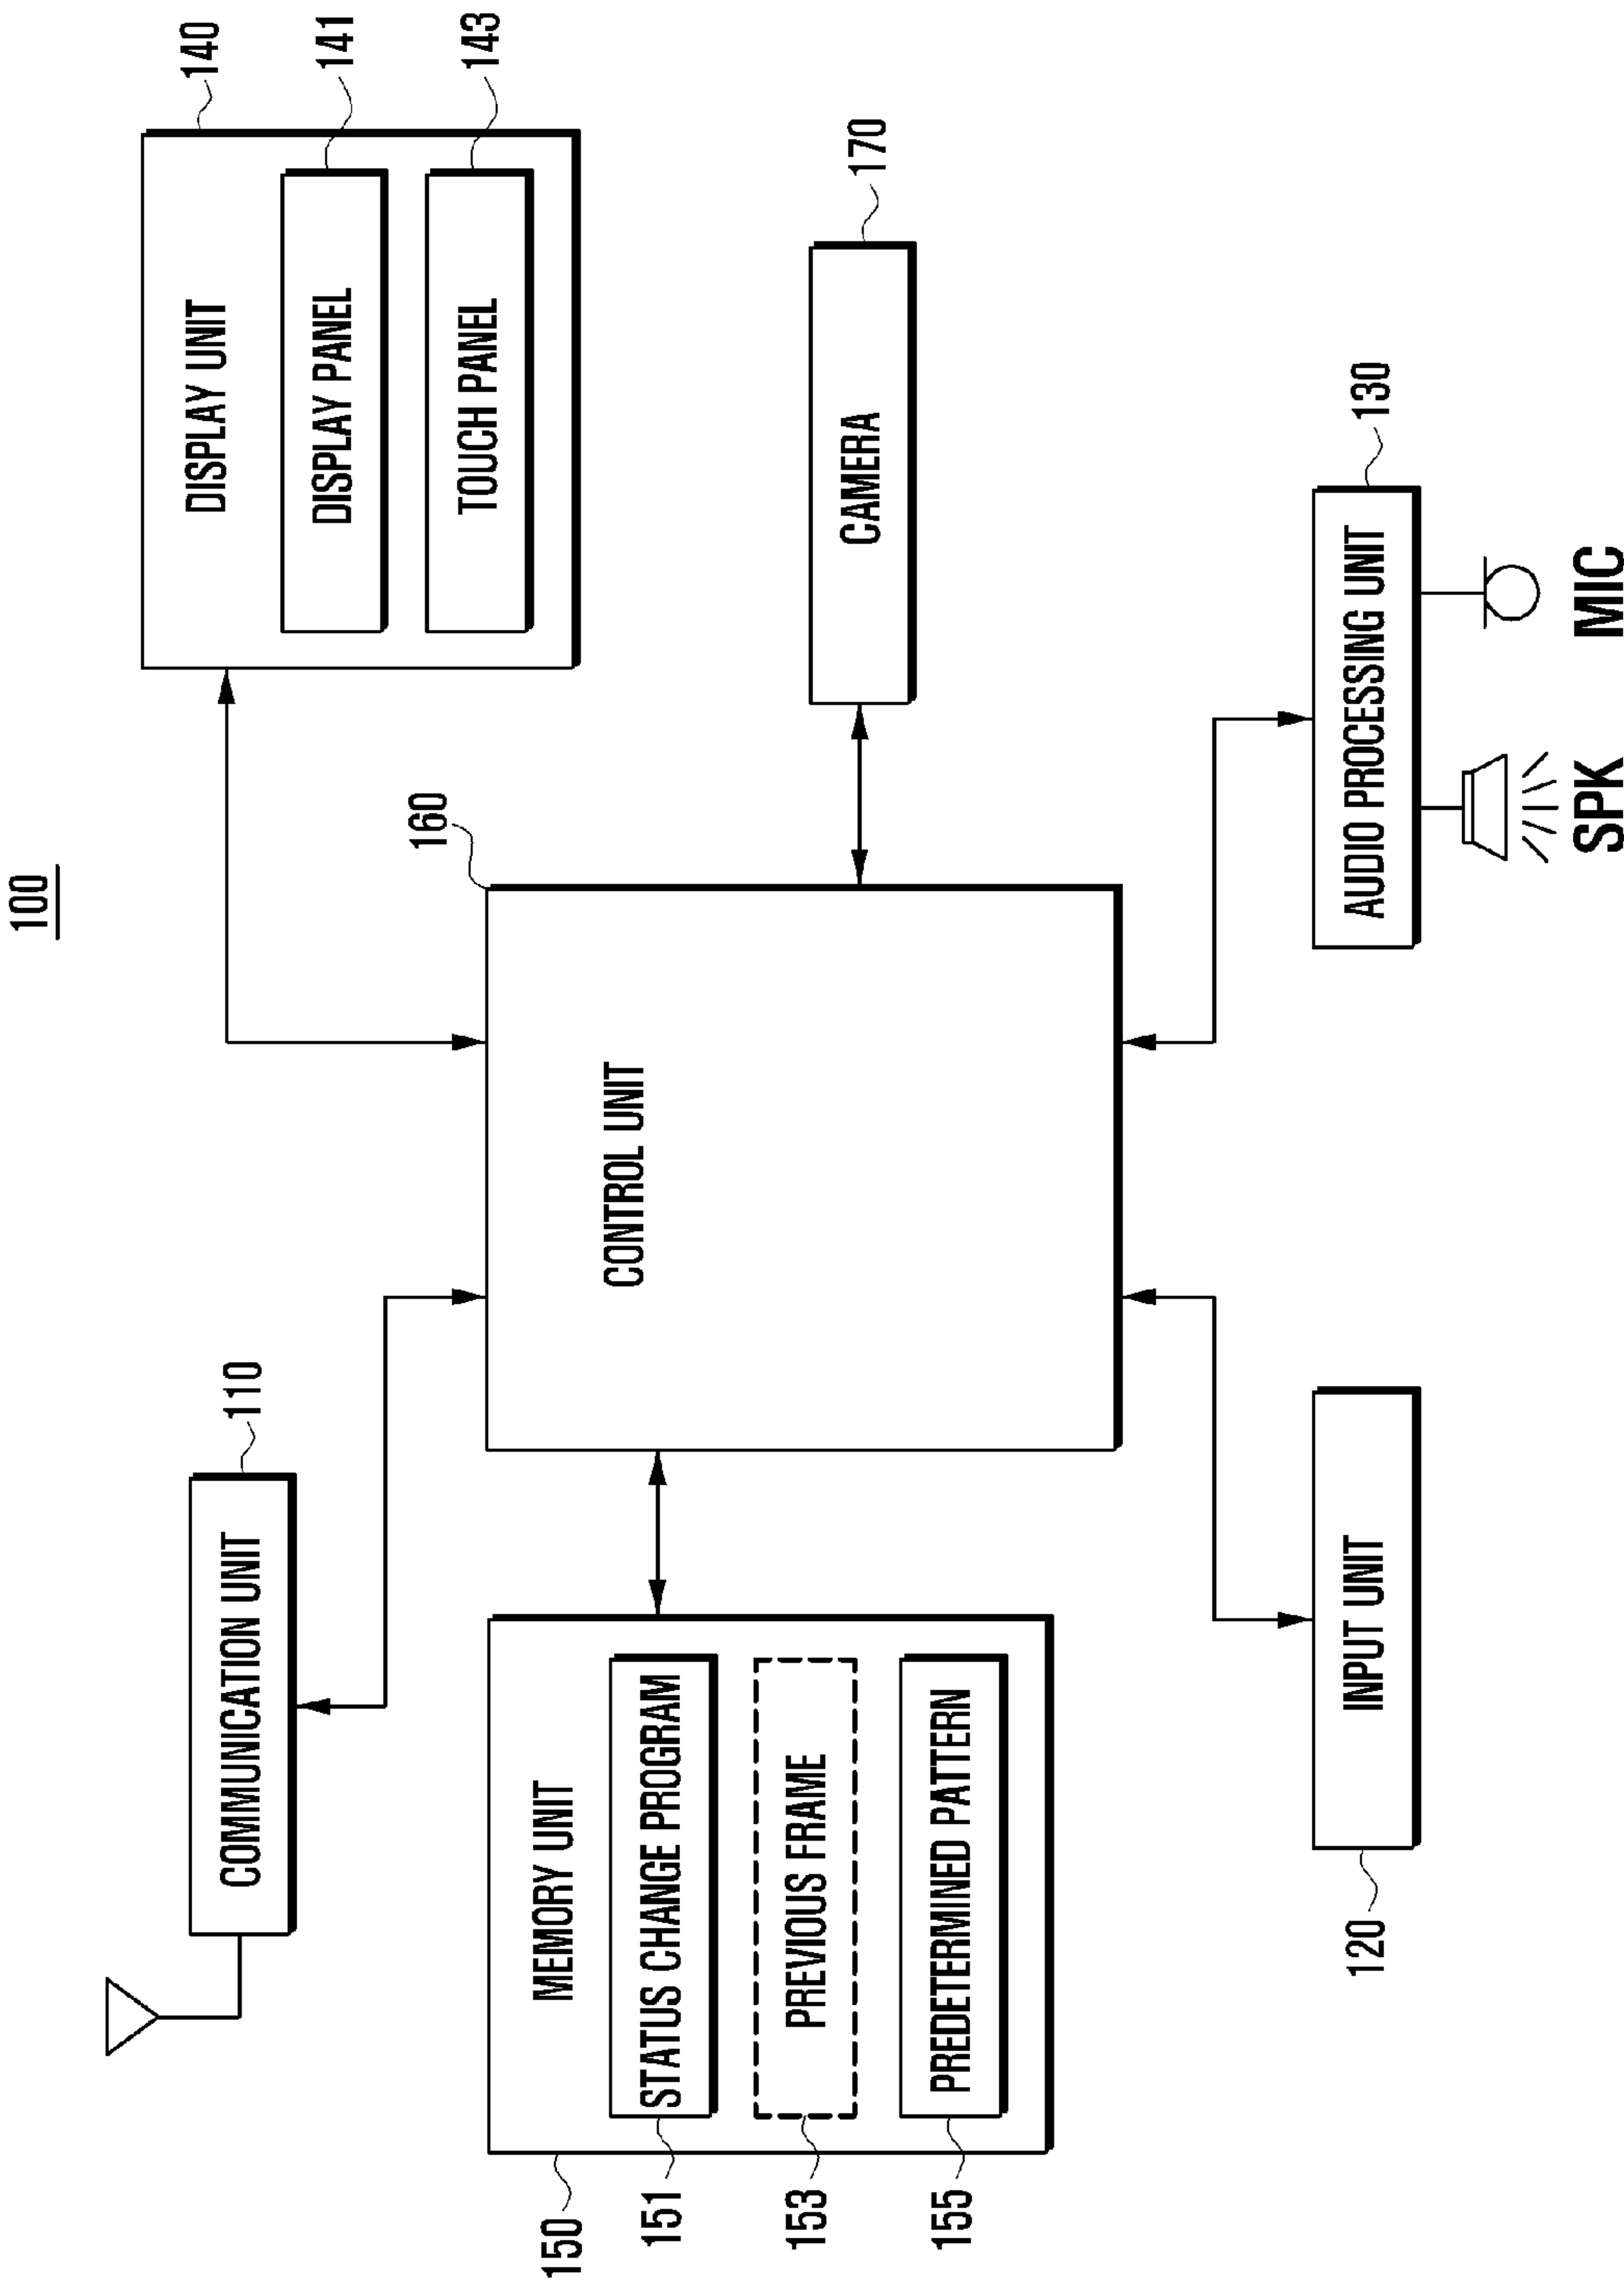 100
110
COMMUNICATION UNIT
140
DISPLAY UNIT
DISPLAY PANEL
141
TOUCH PANEL
143
160
CONTROL UNIT
150
MEMORY UNIT
151
STATUS CHANGE PROGRAM
153
PREVIOUS FRAME
155
PREDETERMINED PATTERN
CAMERA
170
120
INPUT UNIT
AUDIO PROCESSING UNIT
130
SPK
MIC